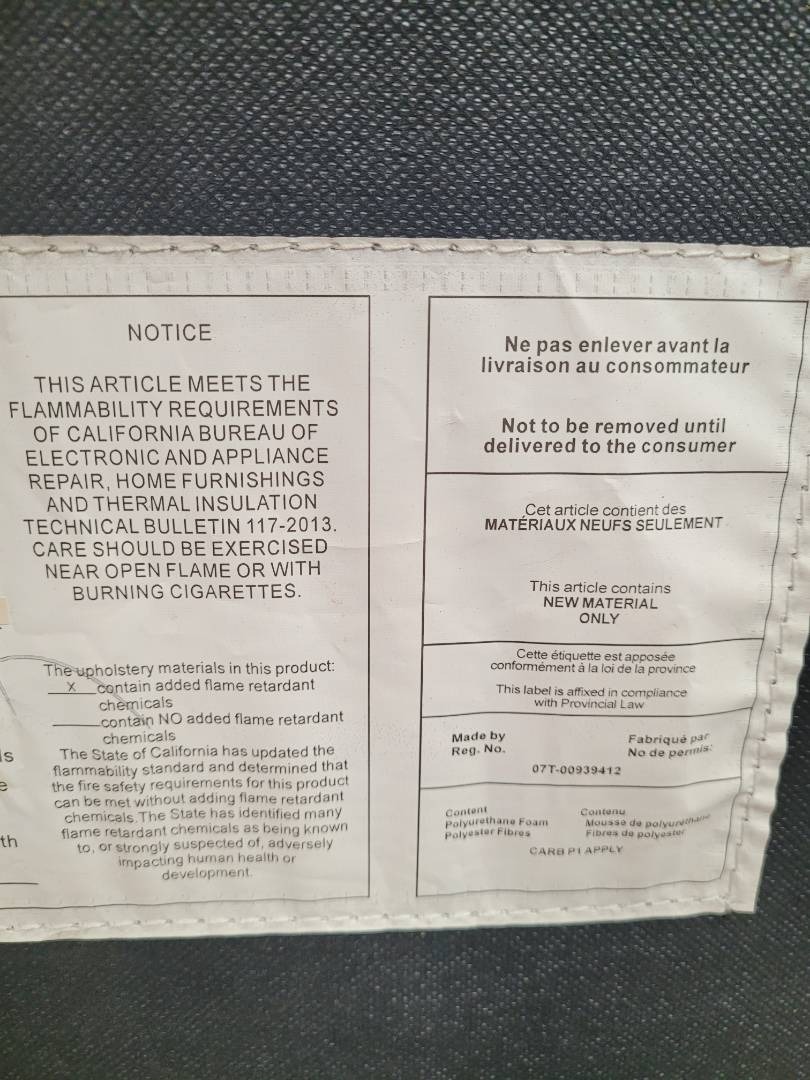 NOTICE
THIS ARTICLE MEETS THE
FLAMMABILITY REQUIREMENTS
OF CALIFORNIA BUREAU OF
ELECTRONIC AND APPLIANCE
REPAIR, HOME FURNISHINGS
AND THERMAL INSULATION
TECHNICAL BULLETIN 117-2013.
CARE SHOULD BE EXERCISED
NEAR OPEN FLAME OR WITH
BURNING CIGARETTES.
The upholstery materials in this product:
X contain added flame retardant
chemicals
contain NO added flame retardant
chemicals
The State of California has updated the
flammability standard and determined that
the fire safety requirements for this product
can be met without adding flame retardant
chemicals.The State has identified many
flame retardant chemicals as being known
to, or strongly suspected of, adversely
impacting human health or
development.
Ne pas enlever avant la
livraison au consommateur
Not to be removed until
delivered to the consumer
Cet article contient des
MATÉRIAUX NEUFS SEULEMENT
This article contains
NEW MATERIAL
ONLY
Cette étiquette est apposée
conformément à la loi de la province
This label is affixed in compliance
with Provincial Law
Made by Fabriqué par
Reg. No. No de permis:
07T-00939412
Content Contenu
Polyurethane Foam Mousse de polyuréthane
Polyester Fibres Fibres de polyester
CARB P1 APPLY